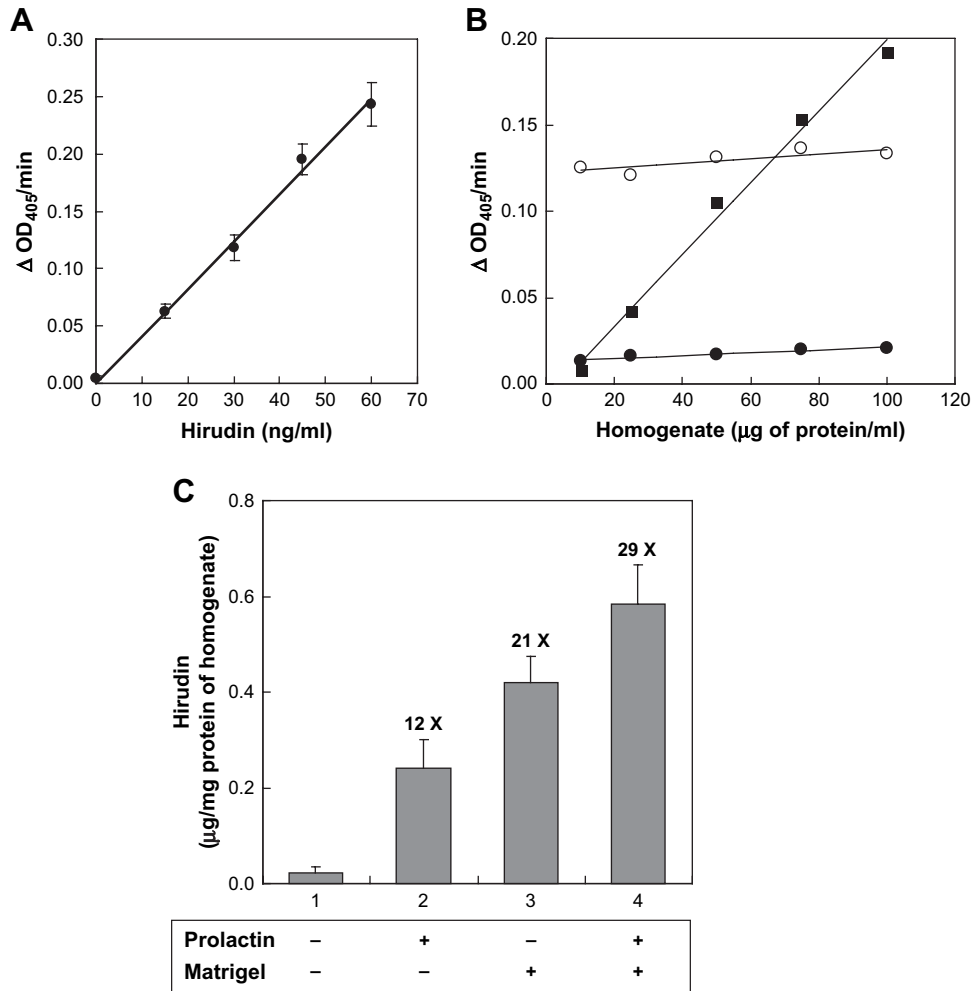 A
Δ OD405/min
0.30
0.25
0.20
0.15
0.10
0.05
0.00
0 10 20 30 40 50 60 70
Hirudin (ng/ml)
B
Δ OD405/min
0.20
0.15
0.10
0.05
0.00
0 20 40 60 80 100 120
Homogenate (μg of protein/ml)
C
Hirudin
(μg/mg protein of homogenate)
0.8
0.6
0.4
0.2
0.0
12 X
21 X
29 X
1 2 3 4
Prolactin – + – +
Matrigel – – + +